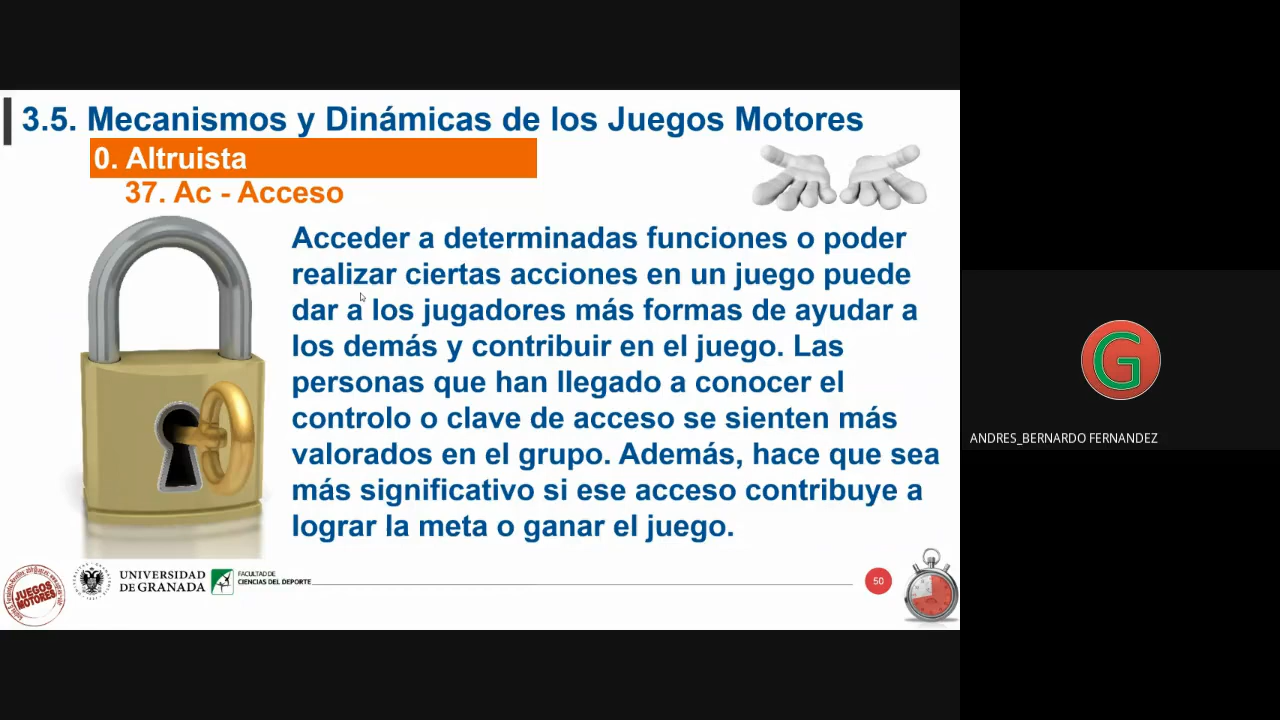 3.5. Mecanismos y Dinámicas de los Juegos Motores
0. Altruista
37. Ac - Acceso
Acceder a determinadas funciones o poder
realizar ciertas acciones en un juego puede
dar a los jugadores más formas de ayudar a
los demás y contribuir en el juego. Las
personas que han llegado a conocer el
controlo o clave de acceso se sienten más
valorados en el grupo. Además, hace que sea
más significativo si ese acceso contribuye a
lograr la meta o ganar el juego.
JUEGOS
MOTORES
UNIVERSIDAD
DE GRANADA
FACULTAD DE
CIENCIAS DEL DEPORTE
50
G
ANDRES_BERNARDO FERNANDEZ